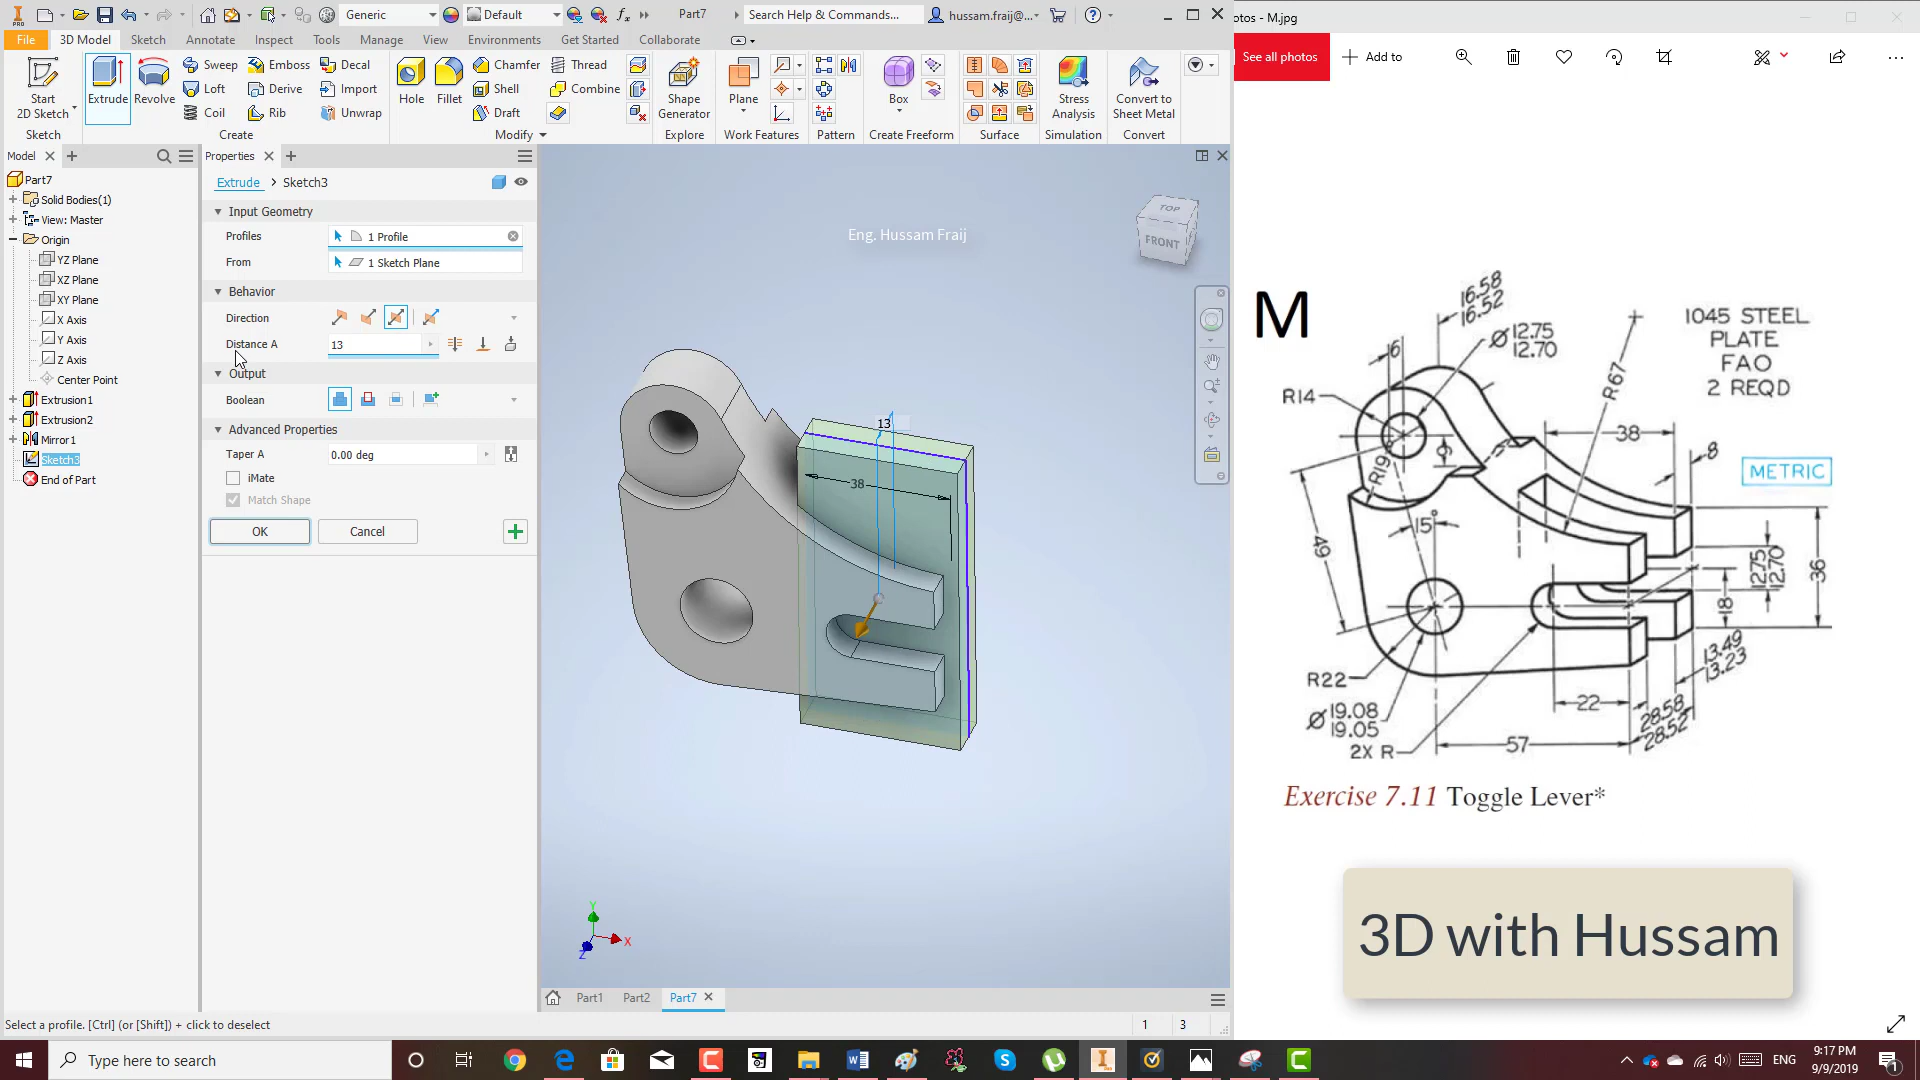 PRO
Generic
Default
Part7
Search Help & Commands...
hussam.fraij@...
File
3D Model
Sketch
Annotate
Inspect
Tools
Manage
View
Environments
Get Started
Collaborate
Start
2D Sketch
Sketch
Extrude
Revolve
Sweep
Loft
Coil
Emboss
Derive
Rib
Decal
Import
Unwrap
Create
Hole
Fillet
Chamfer
Shell
Draft
Thread
Combine
Modify
Shape
Generator
Explore
Plane
Work Features
Pattern
Box
Create Freeform
Surface
Stress
Analysis
Simulation
Convert to
Sheet Metal
Convert
Model
Part7
Solid Bodies(1)
View: Master
Origin
YZ Plane
XZ Plane
XY Plane
X Axis
Y Axis
Z Axis
Center Point
Extrusion1
Extrusion2
Mirror1
Sketch3
End of Part
Properties
Extrude > Sketch3
Input Geometry
Profiles 1 Profile
From 1 Sketch Plane
Behavior
Direction
Distance A 13
Output
Boolean
Advanced Properties
Taper A 0.00 deg
iMate
Match Shape
OK
Cancel
Eng. Hussam Fraij
TOP
FRONT
13
38
Y
X
Z
Part1
Part2
Part7
Select a profile. [Ctrl] (or [Shift]) + click to deselect
1
3
otos - M.jpg
See all photos
Add to
M
16.58
16.52
Ø12.75
12.70
6
R14
R67
1045 STEEL
PLATE
FAO
2 REQD
38
8
METRIC
R19
9
15°
49
12.75
12.70
36
18
13.49
13.23
R22
22
28.58
28.52
Ø19.08
19.05
2X R
57
Exercise 7.11 Toggle Lever*
3D with Hussam
Type here to search
ENG
9:17 PM
9/9/2019
1